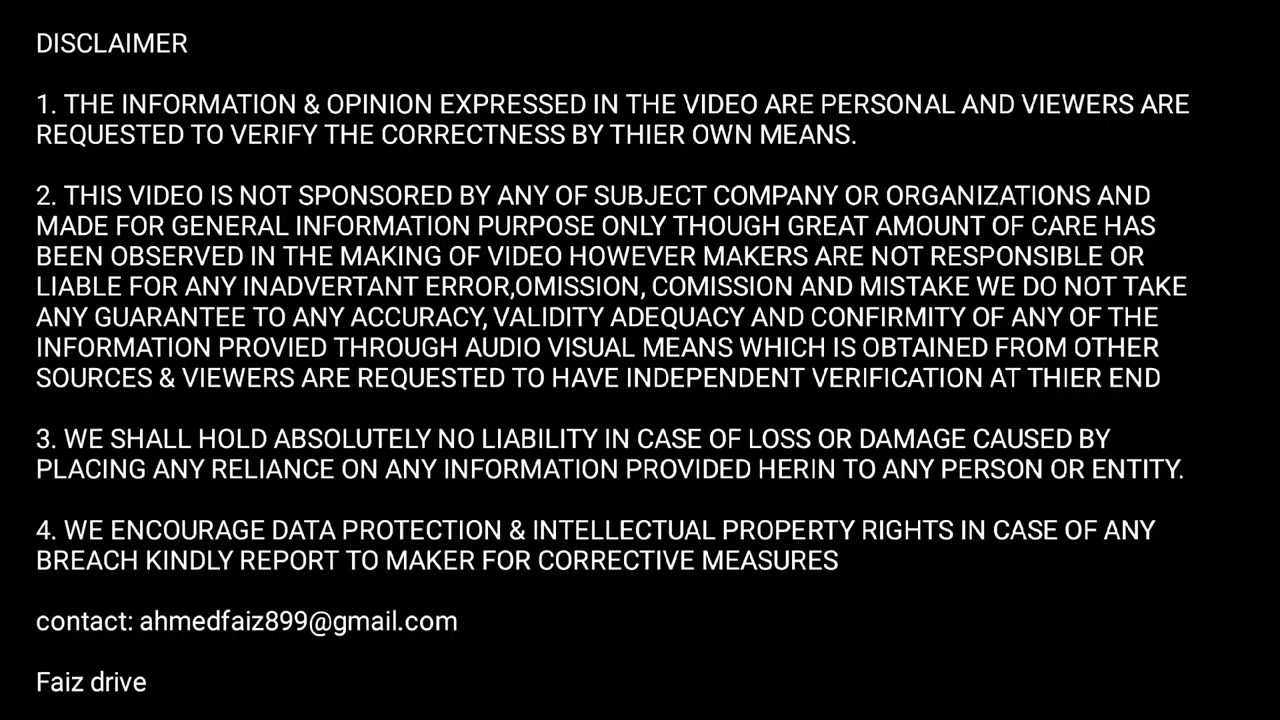 DISCLAIMER
1. THE INFORMATION & OPINION EXPRESSED IN THE VIDEO ARE PERSONAL AND VIEWERS ARE
REQUESTED TO VERIFY THE CORRECTNESS BY THIER OWN MEANS.
2. THIS VIDEO IS NOT SPONSORED BY ANY OF SUBJECT COMPANY OR ORGANIZATIONS AND
MADE FOR GENERAL INFORMATION PURPOSE ONLY THOUGH GREAT AMOUNT OF CARE HAS
BEEN OBSERVED IN THE MAKING OF VIDEO HOWEVER MAKERS ARE NOT RESPONSIBLE OR
LIABLE FOR ANY INADVERTANT ERROR,OMISSION, COMISSION AND MISTAKE WE DO NOT TAKE
ANY GUARANTEE TO ANY ACCURACY, VALIDITY ADEQUACY AND CONFIRMITY OF ANY OF THE
INFORMATION PROVIED THROUGH AUDIO VISUAL MEANS WHICH IS OBTAINED FROM OTHER
SOURCES & VIEWERS ARE REQUESTED TO HAVE INDEPENDENT VERIFICATION AT THIER END
3. WE SHALL HOLD ABSOLUTELY NO LIABILITY IN CASE OF LOSS OR DAMAGE CAUSED BY
PLACING ANY RELIANCE ON ANY INFORMATION PROVIDED HERIN TO ANY PERSON OR ENTITY.
4. WE ENCOURAGE DATA PROTECTION & INTELLECTUAL PROPERTY RIGHTS IN CASE OF ANY
BREACH KINDLY REPORT TO MAKER FOR CORRECTIVE MEASURES
contact: ahmedfaiz899@gmail.com
Faiz drive